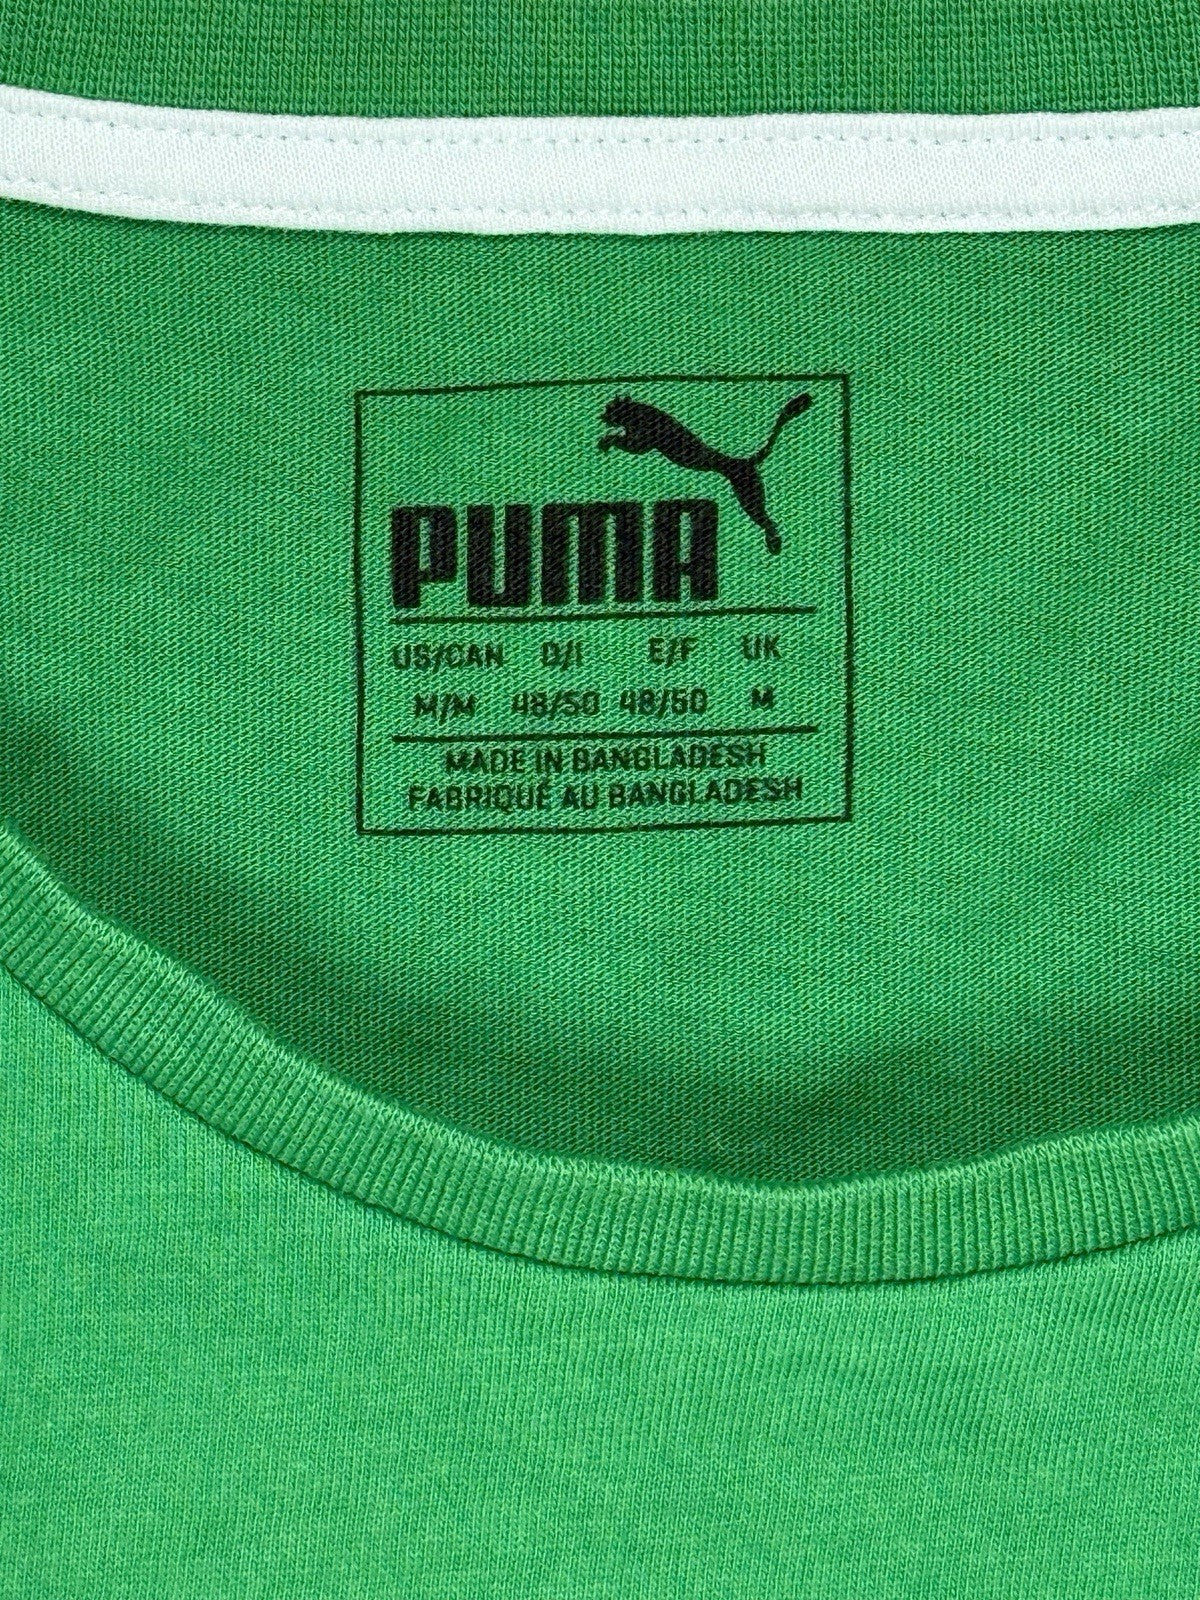 PUMA
US/CAN D/I E/F UK
M/M 48/50 48/50 M
MADE IN BANGLADESH
FABRIQUÉ AU BANGLADESH